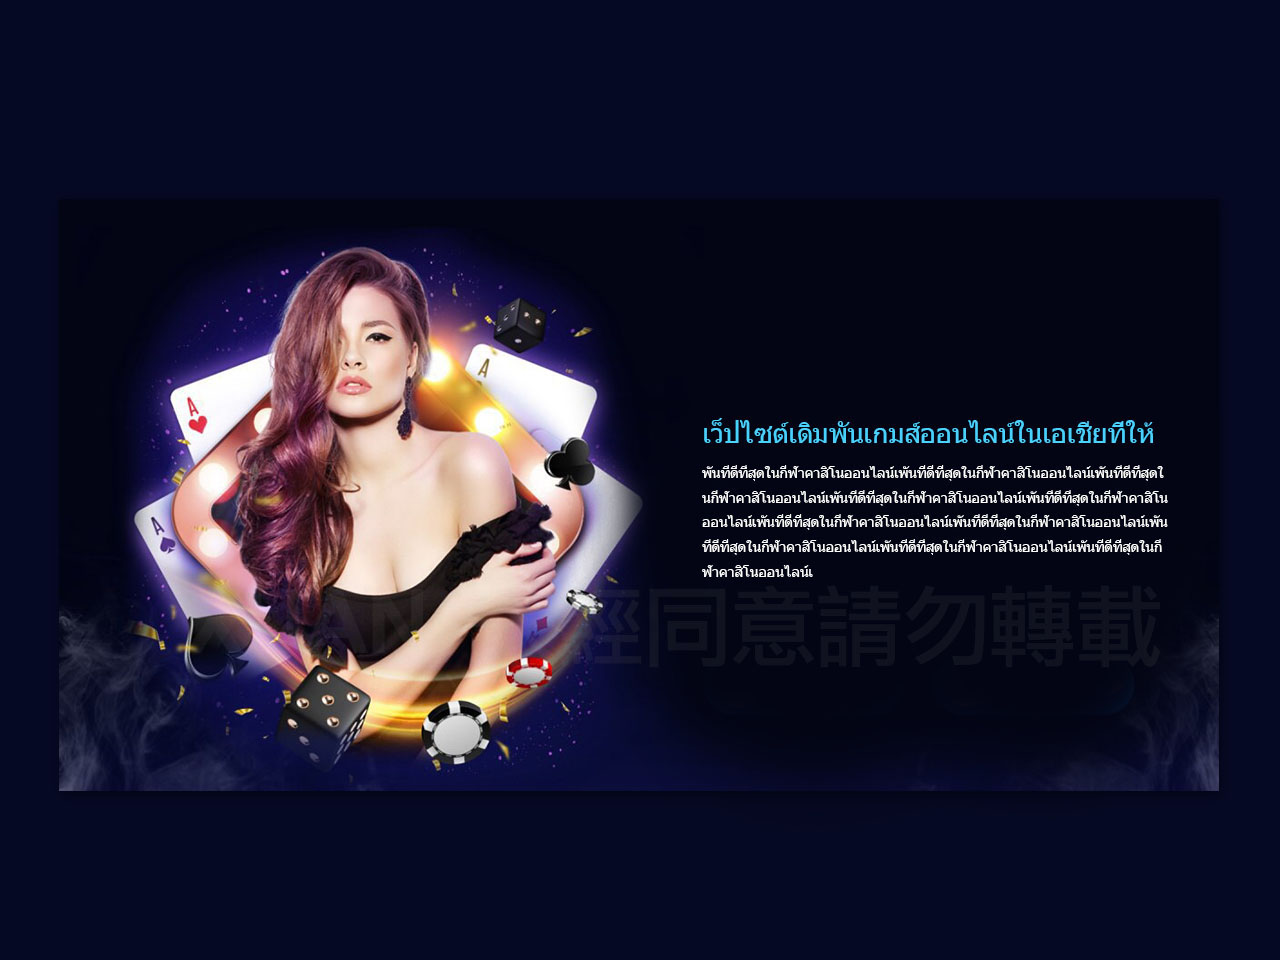 เว็ปไซต์เดิมพันเกมส์ออนไลน์ในเอเชียที่ให้
A
A
A
พันที่ดีที่สุดในกีฬาคาสิโนออนไลน์เพันที่ดีที่สุดในกีฬาคาสิโนออนไลน์เพันที่ดีที่สุดใ
นกีฬาคาสิโนออนไลน์เพันที่ดีที่สุดในกีฬาคาสิโนออนไลน์เพันที่ดีที่สุดในกีฬาคาสิโน
ออนไลน์เพันที่ดีที่สุดในกีฬาคาสิโนออนไลน์เพันที่ดีที่สุดในกีฬาคาสิโนออนไลน์เพัน
ที่ดีที่สุดในกีฬาคาสิโนออนไลน์เพันที่ดีที่สุดในกีฬาคาสิโนออนไลน์เพันที่ดีที่สุดในกี
ฬาคาสิโนออนไลน์เ
經同意請勿轉載